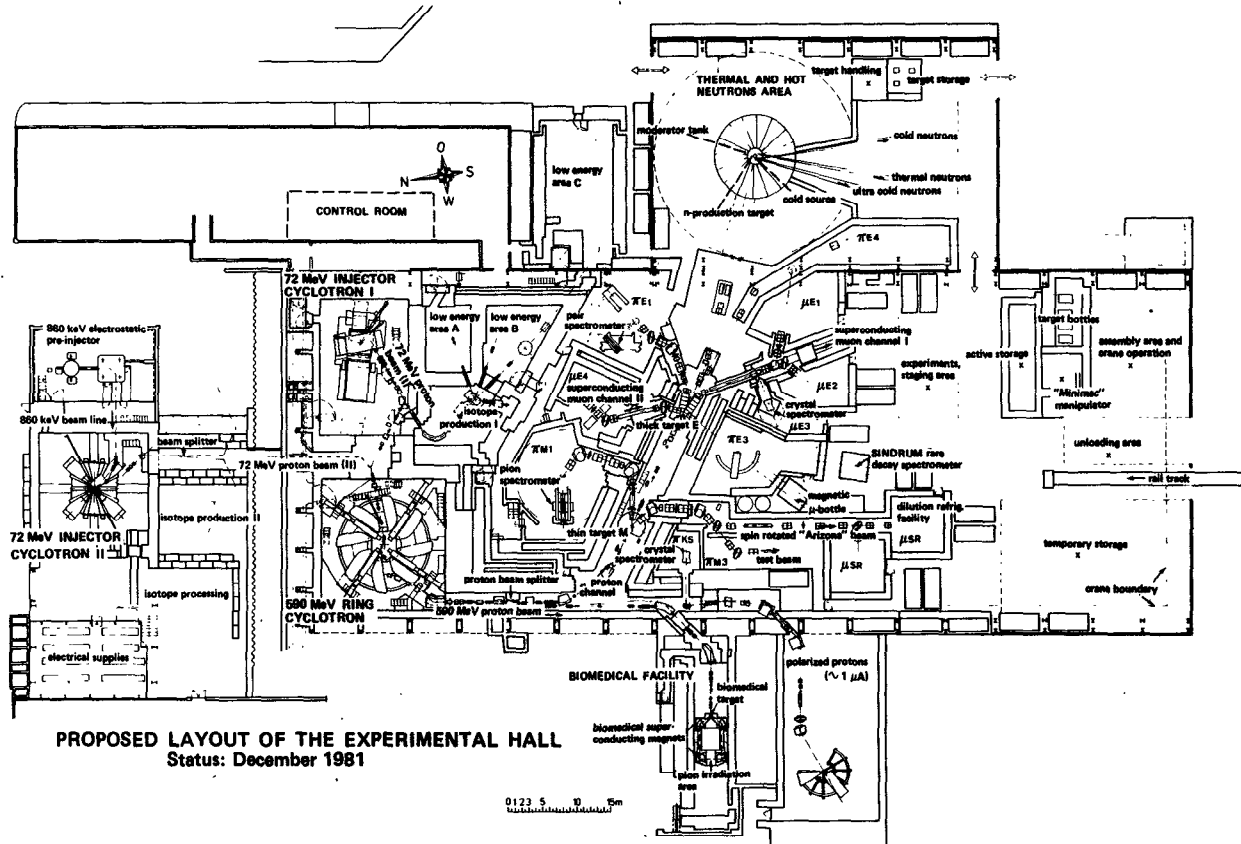 THERMAL AND HOT
NEUTRONS AREA
target handling
target storage
moderator tank
cold neutrons
thermal neutrons
ultra cold neutrons
cold source
n-production target
O
N
S
W
low energy
area C
CONTROL ROOM
πE4
72 MeV INJECTOR
CYCLOTRON I
πE1
μE1
low energy
area A
low energy
area B
pair
spectrometer
superconducting
muon channel I
target bottles
860 keV electrostatic
pre-injector
72 MeV proton
beam (I)
active storage
experiments,
staging area
assembly area and
crane operation
μE4
superconducting
muon channel II
μE2
isotope
production I
crystal
spectrometer
"Minimac"
manipulator
860 keV beam line
thick target E
μE3
beam splitter
πM1
πE3
unloading area
72 MeV proton beam (II)
pion
spectrometer
SINDRUM rare
decay spectrometer
rail track
isotope production II
magnetic
μ-bottle
dilution refrig.
facility
72 MeV INJECTOR
CYCLOTRON II
thin target M
spin rotated "Arizona" beam
μSR
temporary storage
crystal
spectrometer
πKS
πM3
test beam
μSR
isotope processing
proton beam splitter
proton
channel
crane boundary
590 MeV RING
CYCLOTRON
590 MeV proton beam
electrical supplies
BIOMEDICAL FACILITY
polarized protons
(~ 1 μA)
biomedical
target
biomedical super-
conducting magnets
pion irradiation
area
PROPOSED LAYOUT OF THE EXPERIMENTAL HALL
Status: December 1981
0 1 2 3 5 10 15m